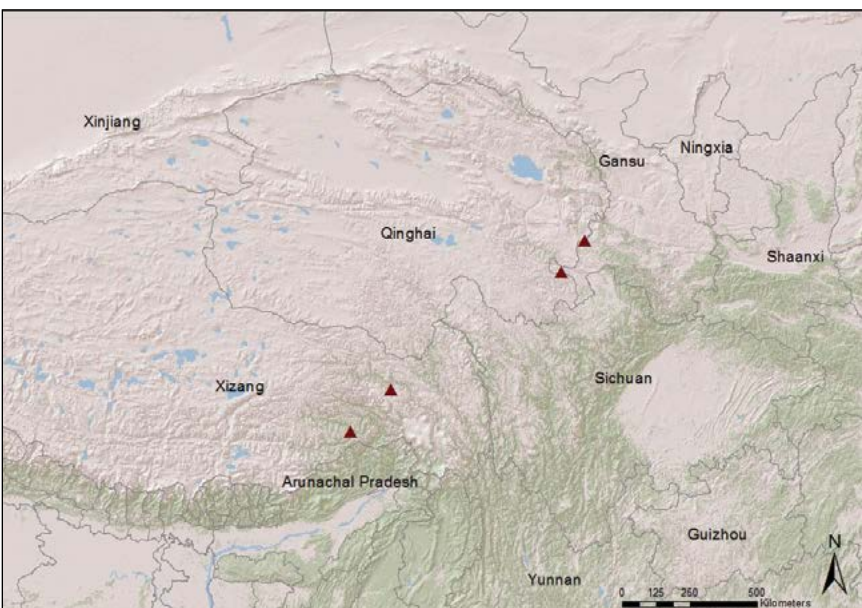 Xinjiang
Gansu
Ningxia
Qinghai
Shaanxi
Xizang
Sichuan
Arunachal Pradesh
Guizhou
N
Yunnan
0 125 250 500
Kilometers